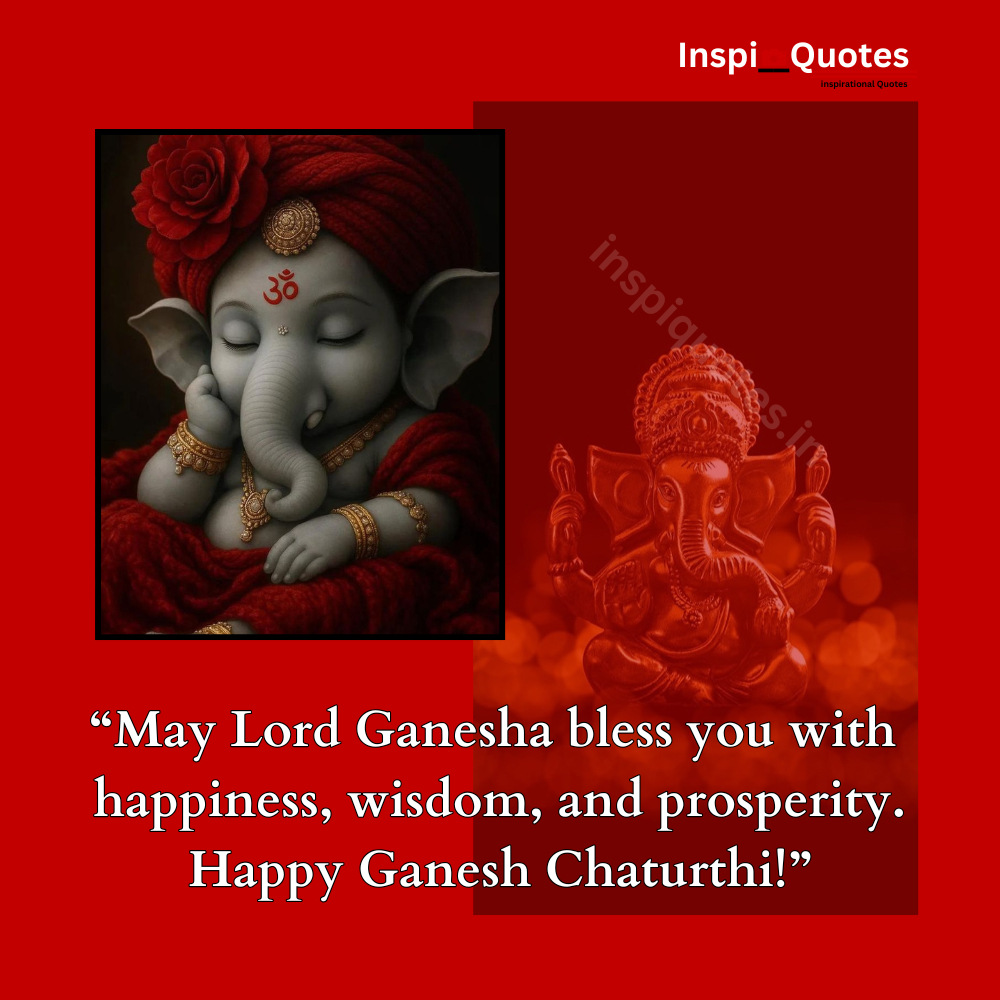 Inspi__Quotes
Inspirational Quotes
ॐ
inspiquotes.in
“May Lord Ganesha bless you with
happiness, wisdom, and prosperity.
Happy Ganesh Chaturthi!”